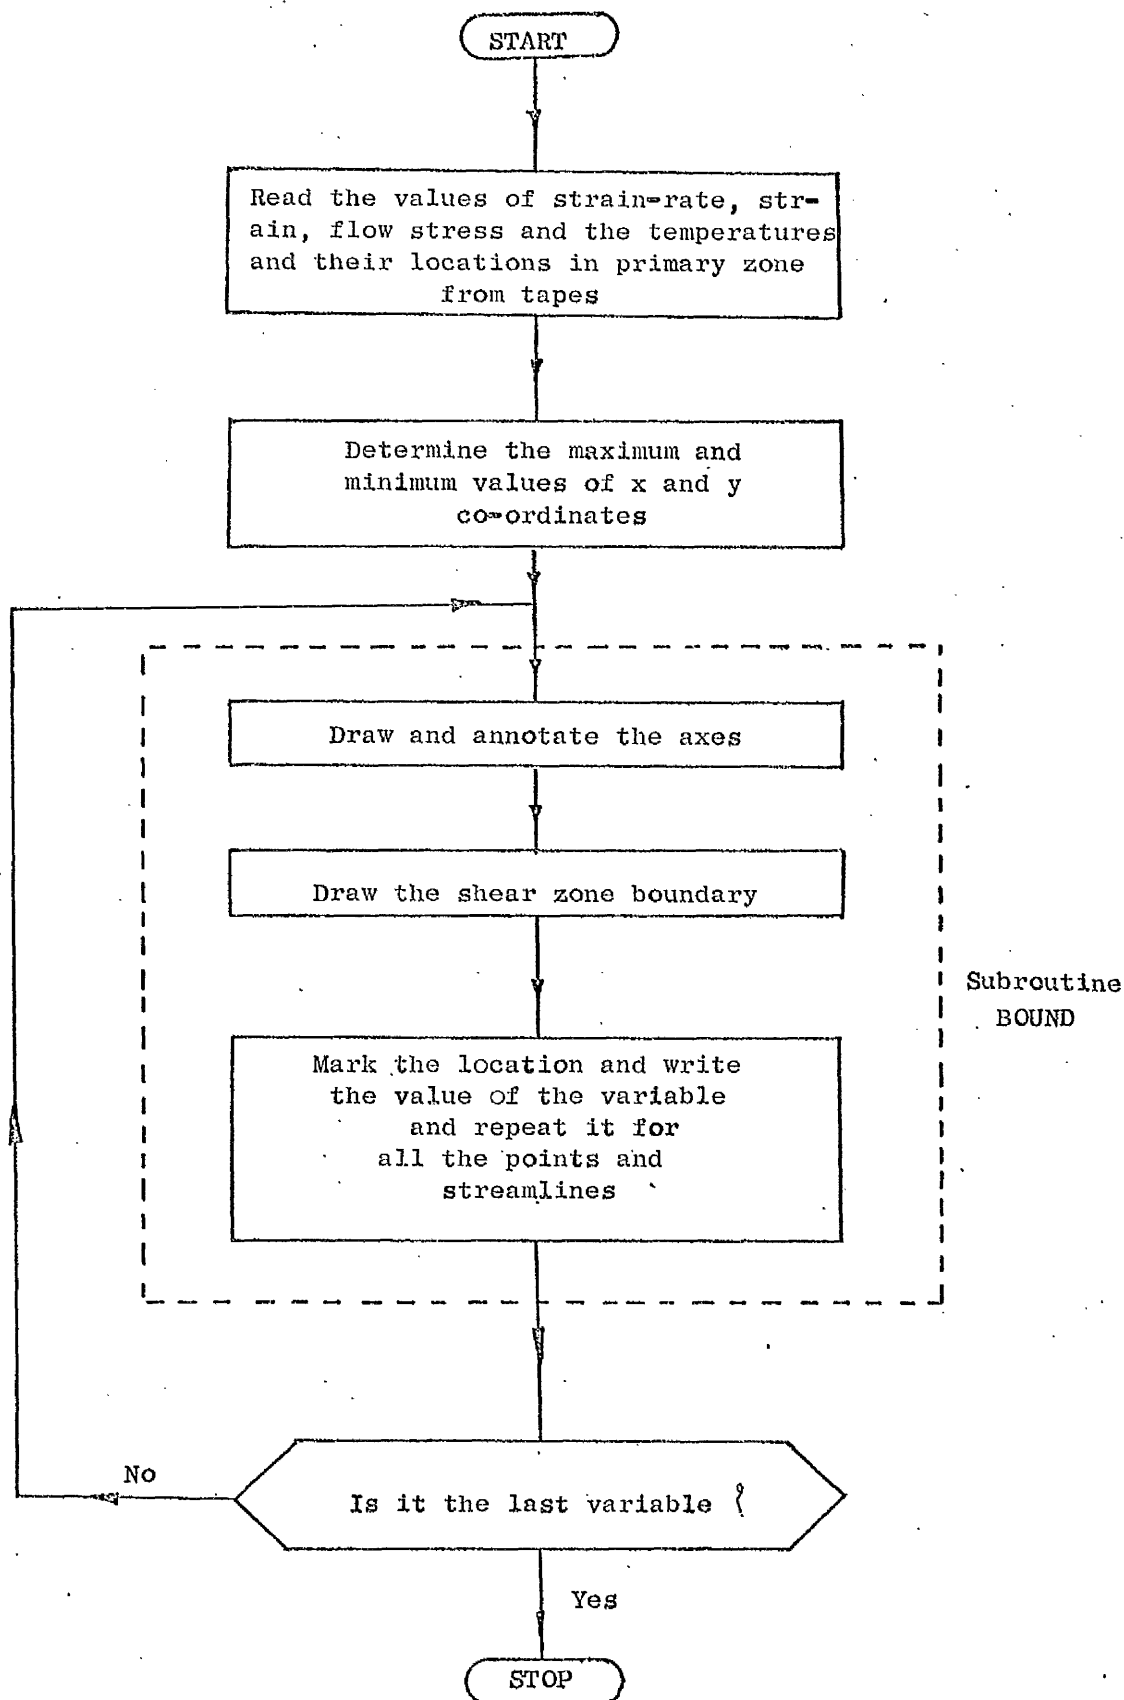 START
Read the values of strain-rate, str-
ain, flow stress and the temperatures
and their locations in primary zone
from tapes
Determine the maximum and
minimum values of x and y
co-ordinates
Draw and annotate the axes
Draw the shear zone boundary
Subroutine
BOUND
Mark the location and write
the value of the variable
and repeat it for
all the points and
streamlines
No
Is it the last variable ?
Yes
STOP